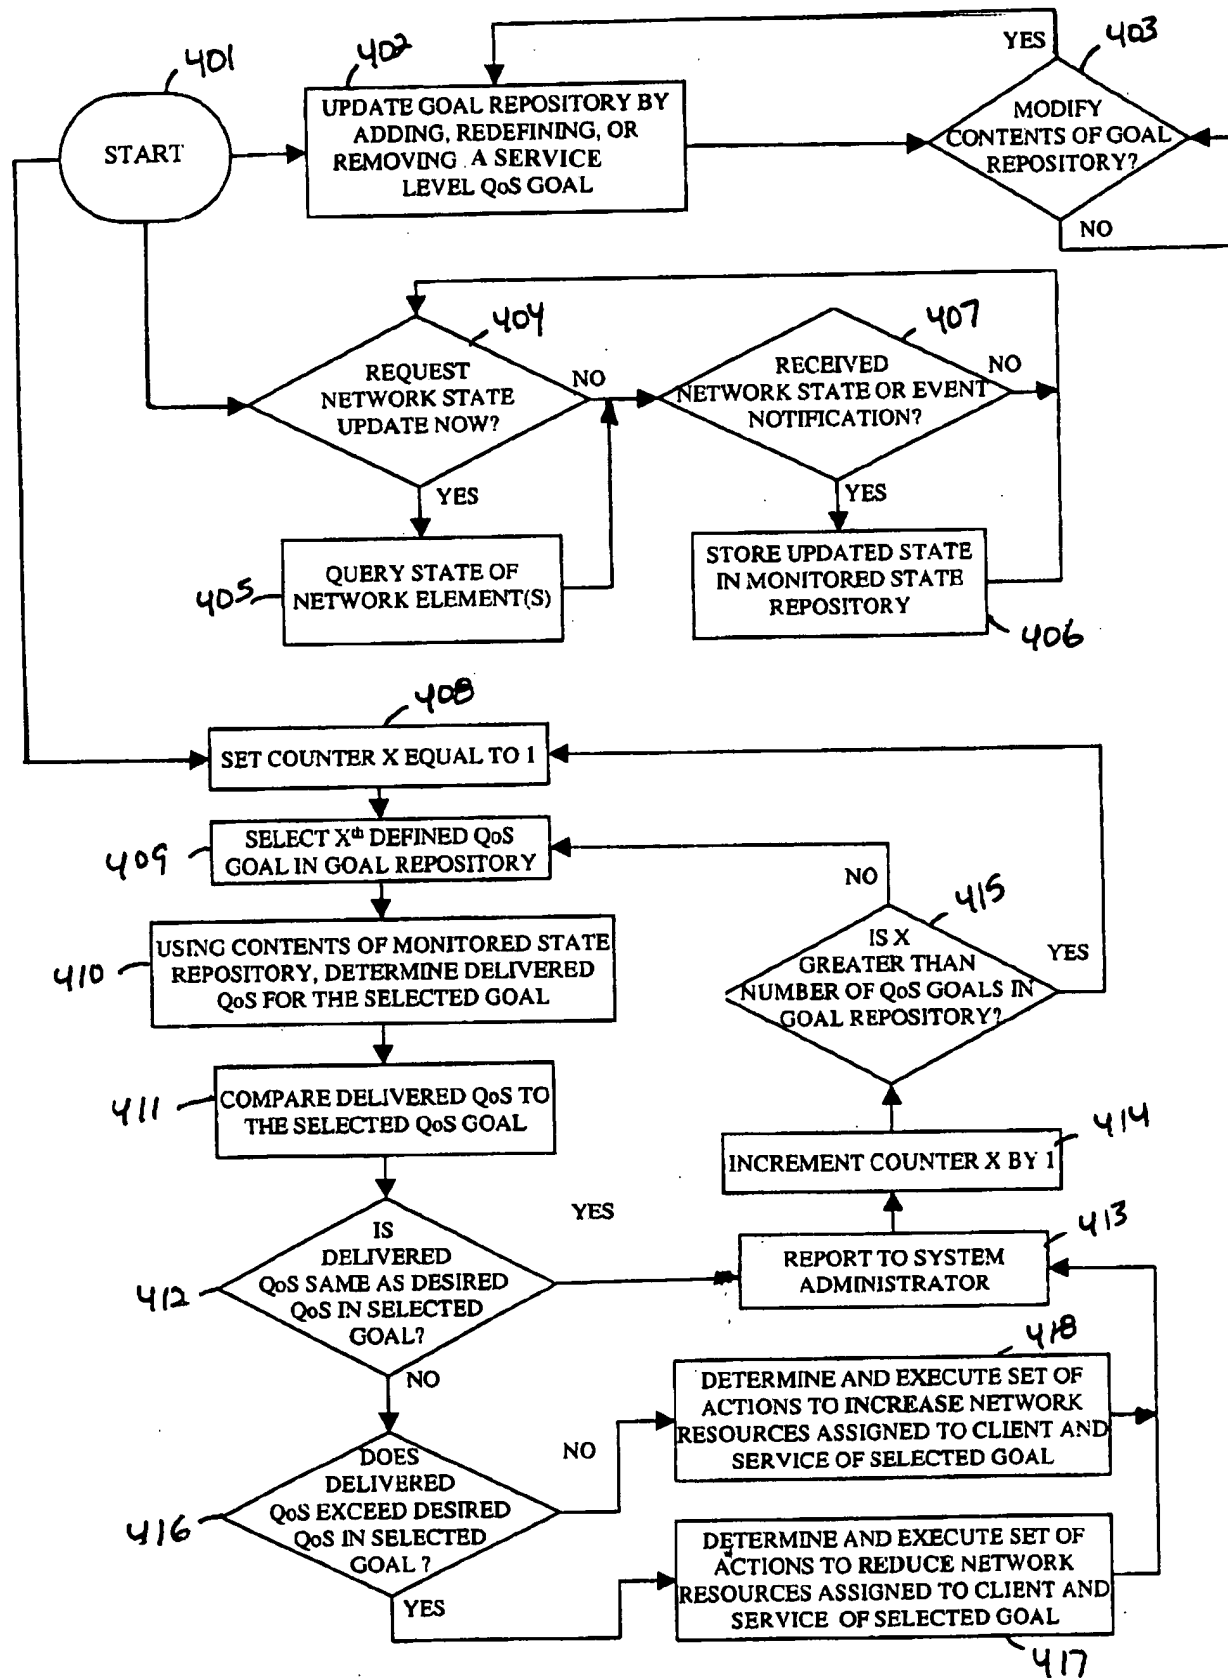 401
START
402
UPDATE GOAL REPOSITORY BY
ADDING, REDEFINING, OR
REMOVING A SERVICE
LEVEL QoS GOAL
YES
403
MODIFY
CONTENTS OF GOAL
REPOSITORY?
NO
404
REQUEST
NETWORK STATE
UPDATE NOW?
NO
YES
405
QUERY STATE OF
NETWORK ELEMENT(S)
407
RECEIVED
NETWORK STATE OR EVENT
NOTIFICATION?
NO
YES
STORE UPDATED STATE
IN MONITORED STATE
REPOSITORY
406
408
SET COUNTER X EQUAL TO 1
409
SELECT Xth DEFINED QoS
GOAL IN GOAL REPOSITORY
410
USING CONTENTS OF MONITORED STATE
REPOSITORY, DETERMINE DELIVERED
QoS FOR THE SELECTED GOAL
411
COMPARE DELIVERED QoS TO
THE SELECTED QoS GOAL
412
IS
DELIVERED
QoS SAME AS DESIRED
QoS IN SELECTED
GOAL?
YES
NO
NO
415
IS X
GREATER THAN
NUMBER OF QoS GOALS IN
GOAL REPOSITORY?
YES
414
INCREMENT COUNTER X BY 1
413
REPORT TO SYSTEM
ADMINISTRATOR
416
DOES
DELIVERED
QoS EXCEED DESIRED
QoS IN SELECTED
GOAL ?
NO
YES
418
DETERMINE AND EXECUTE SET OF
ACTIONS TO INCREASE NETWORK
RESOURCES ASSIGNED TO CLIENT AND
SERVICE OF SELECTED GOAL
DETERMINE AND EXECUTE SET OF
ACTIONS TO REDUCE NETWORK
RESOURCES ASSIGNED TO CLIENT AND
SERVICE OF SELECTED GOAL
417